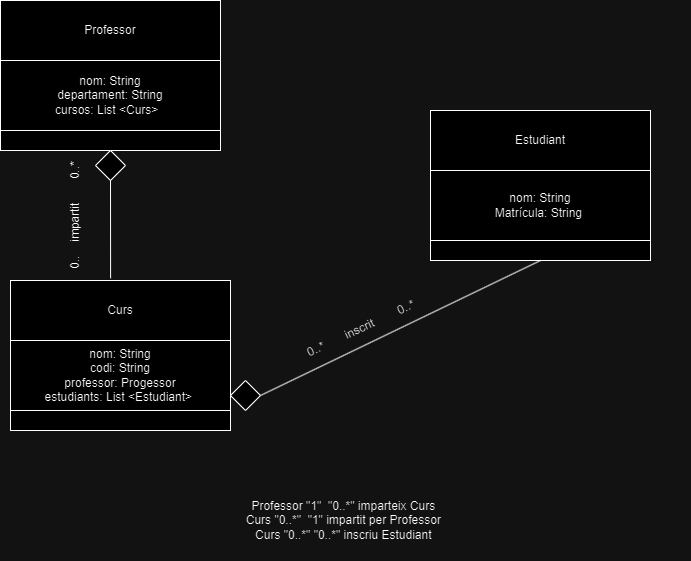 Professor
nom: String
departament: String
cursos: List <Curs>
0..*
impartit
0..
Estudiant
nom: String
Matrícula: String
Curs
nom: String
codi: String
professor: Progessor
estudiants: List <Estudiant>
0..* inscrit 0..*
Professor "1" "0..*" imparteix Curs
Curs "0..*" "1" impartit per Professor
Curs "0..*" "0..*" inscriu Estudiant